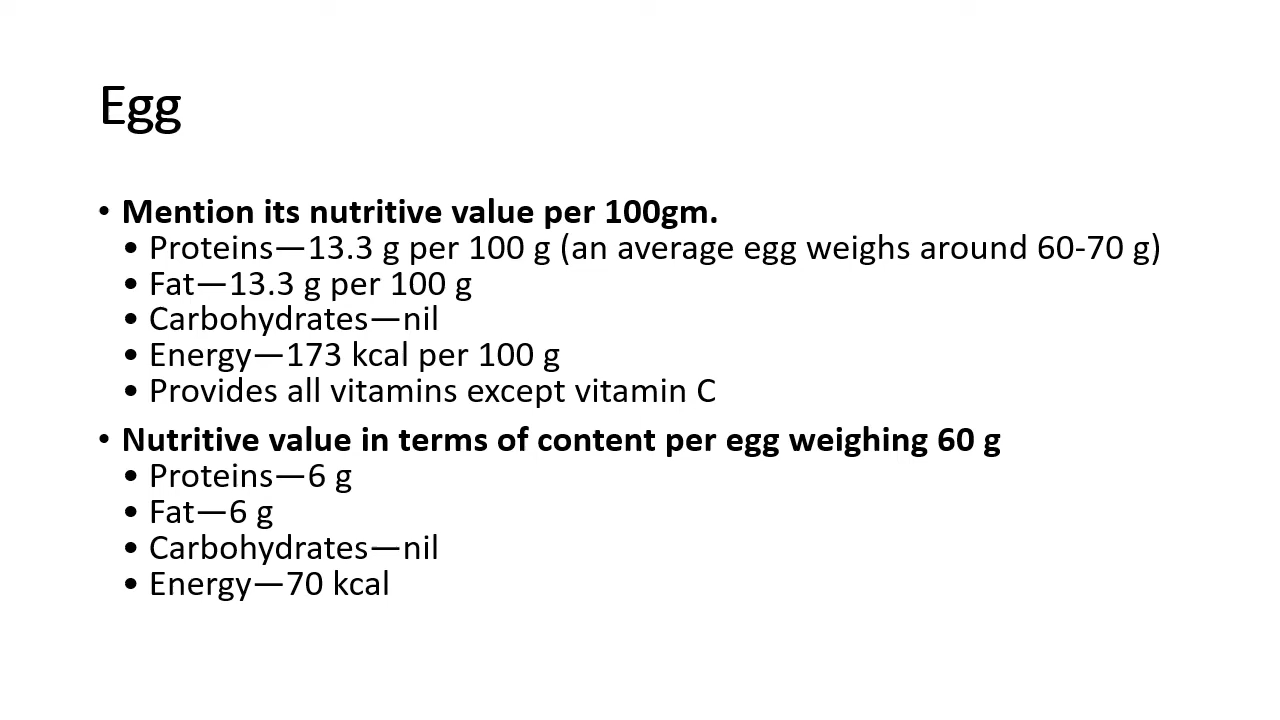 Egg
• Mention its nutritive value per 100gm.
• Proteins—13.3 g per 100 g (an average egg weighs around 60-70 g)
• Fat—13.3 g per 100 g
• Carbohydrates—nil
• Energy—173 kcal per 100 g
• Provides all vitamins except vitamin C
• Nutritive value in terms of content per egg weighing 60 g
• Proteins—6 g
• Fat—6 g
• Carbohydrates—nil
• Energy—70 kcal